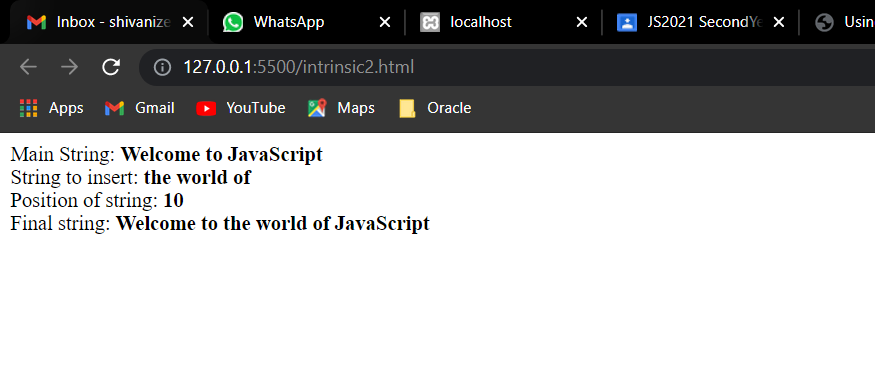 Inbox - shivanize
WhatsApp
localhost
JS2021 SecondYe
Usin
127.0.0.1:5500/intrinsic2.html
Apps
Gmail
YouTube
Maps
Oracle
Main String: Welcome to JavaScript
String to insert: the world of
Position of string: 10
Final string: Welcome to the world of JavaScript